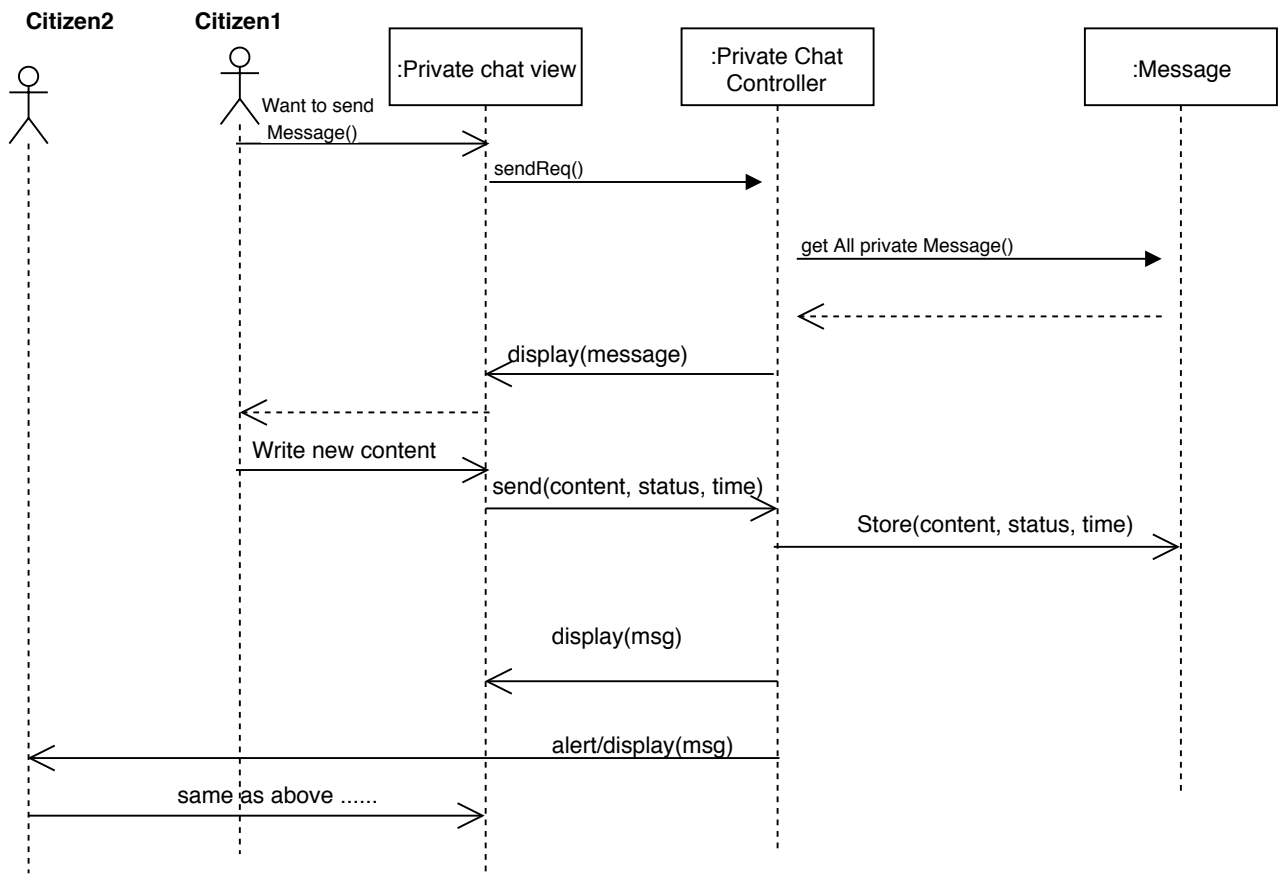 Citizen2
Citizen1
:Private chat view
:Private Chat
Controller
:Message
Want to send
Message()
sendReq()
get All private Message()
display(message)
Write new content
send(content, status, time)
Store(content, status, time)
display(msg)
alert/display(msg)
same as above ......